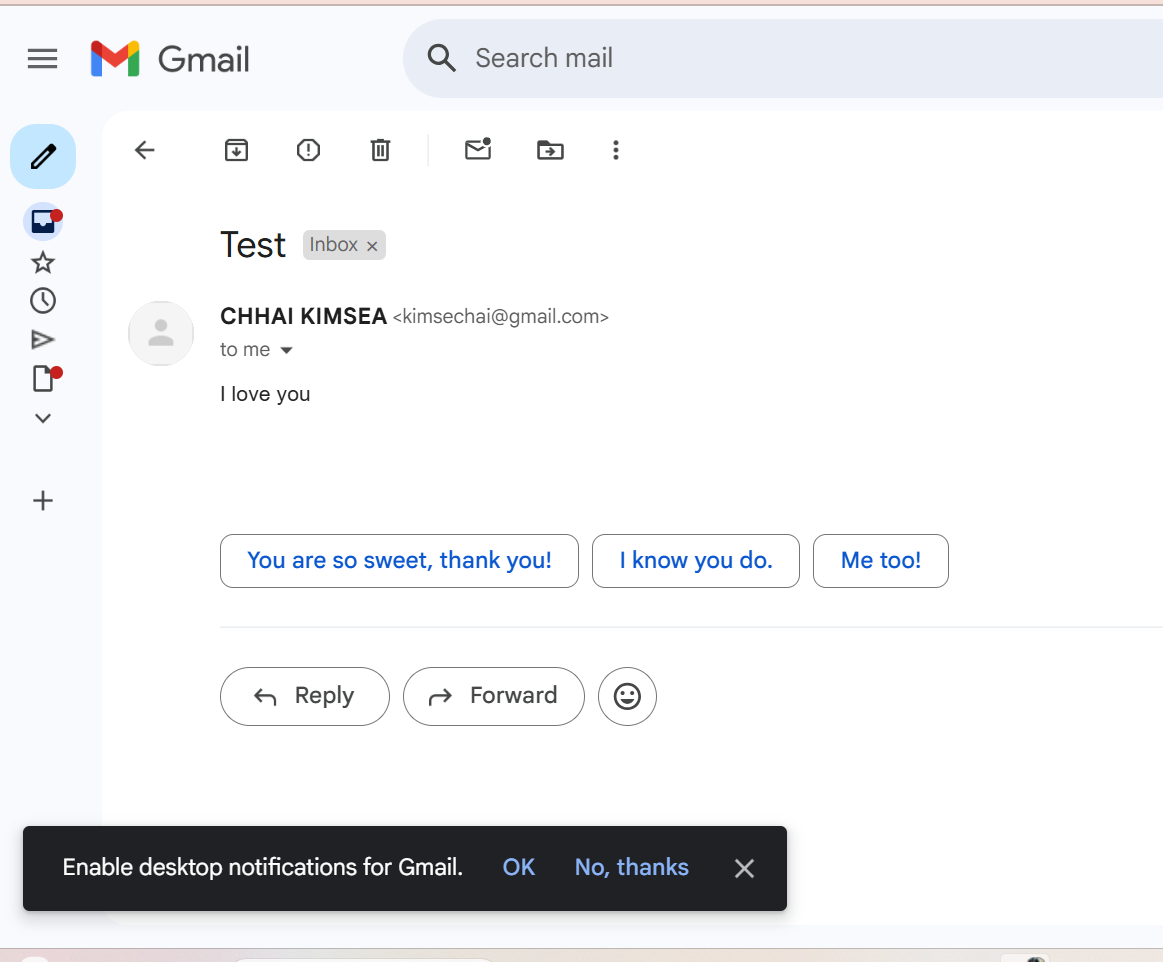 Gmail
Search mail
Test Inbox ×
CHHAI KIMSEA <kimsechai@gmail.com>
to me
I love you
You are so sweet, thank you! I know you do. Me too!
Reply Forward
Enable desktop notifications for Gmail. OK No, thanks